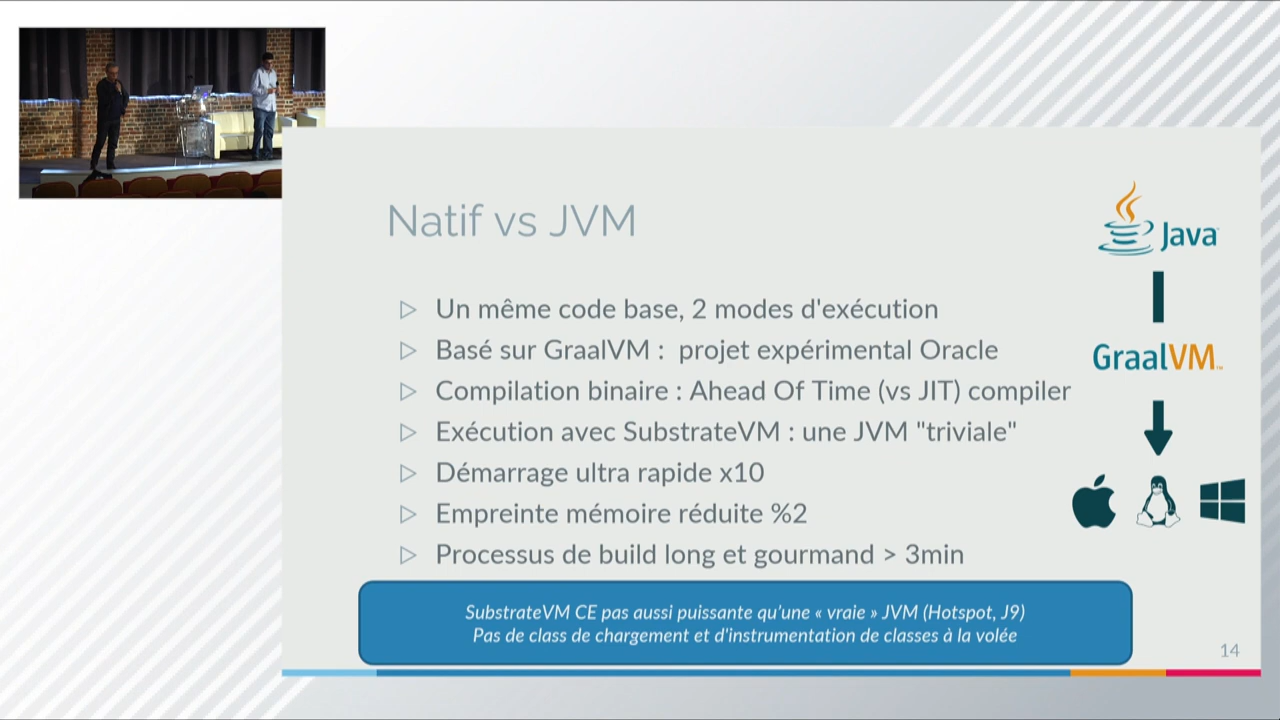 Natif vs JVM
Un même code base, 2 modes d'exécution
Basé sur GraalVM :  projet expérimental Oracle
Compilation binaire : Ahead Of Time (vs JIT) compiler
Exécution avec SubstrateVM : une JVM "triviale"
Démarrage ultra rapide x10
Empreinte mémoire réduite %2
Processus de build long et gourmand > 3min
SubstrateVM CE pas aussi puissante qu'une « vraie » JVM (Hotspot, J9)
Pas de class de chargement et d'instrumentation de classes à la volée
Java
GraalVM™
14